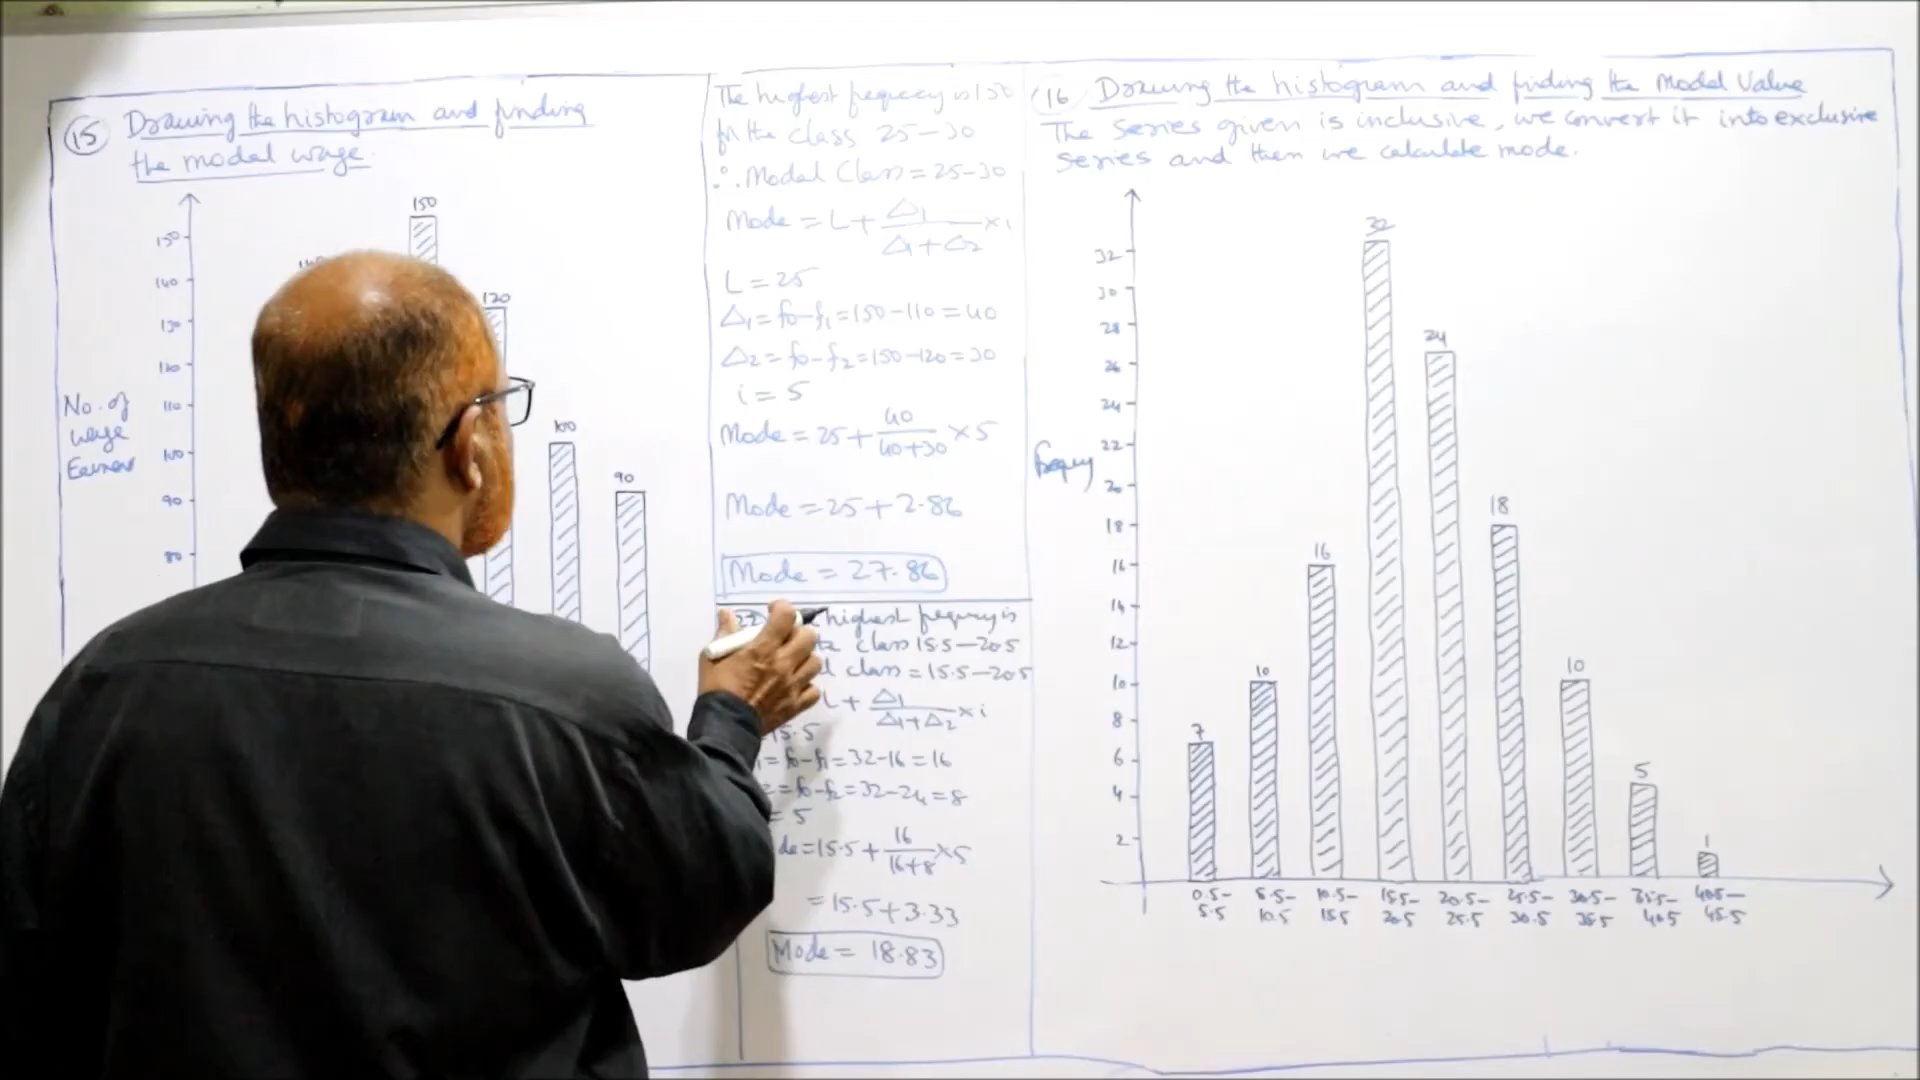 15 Drawing the histogram and finding
the modal wage.
150
150
140
130
120
110
100
90
80
120
100
90
No. of
wage
Earners
The highest frequency is 150
for the class 25-30
∴ Modal Class = 25-30
Mode = L + Δ1/Δ1+Δ2 × i
L = 25
Δ1 = f0-f1 = 150-110 = 40
Δ2 = f0-f2 = 150-120 = 30
i = 5
Mode = 25 + 40/40+30 × 5
Mode = 25 + 2.86
Mode = 27.86
highest frequency is
class 15.5-20.5
class = 15.5-20.5
L + Δ1/Δ1+Δ2 × i
15.5
= f0-f1 = 32-16 = 16
= f0-f2 = 32-24 = 8
= 5
de = 15.5 + 16/16+8 × 5
= 15.5 + 3.33
Mode = 18.83
16 Drawing the histogram and finding the Modal Value
The series given is inclusive, we convert it into exclusive
series and then we calculate mode.
32
30
28
26
24
22
20
18
16
14
12
10
8
6
4
2
7
10
16
32
24
18
10
5
1
0.5-5.5
5.5-10.5
10.5-15.5
15.5-20.5
20.5-25.5
25.5-30.5
30.5-35.5
35.5-40.5
40.5-45.5